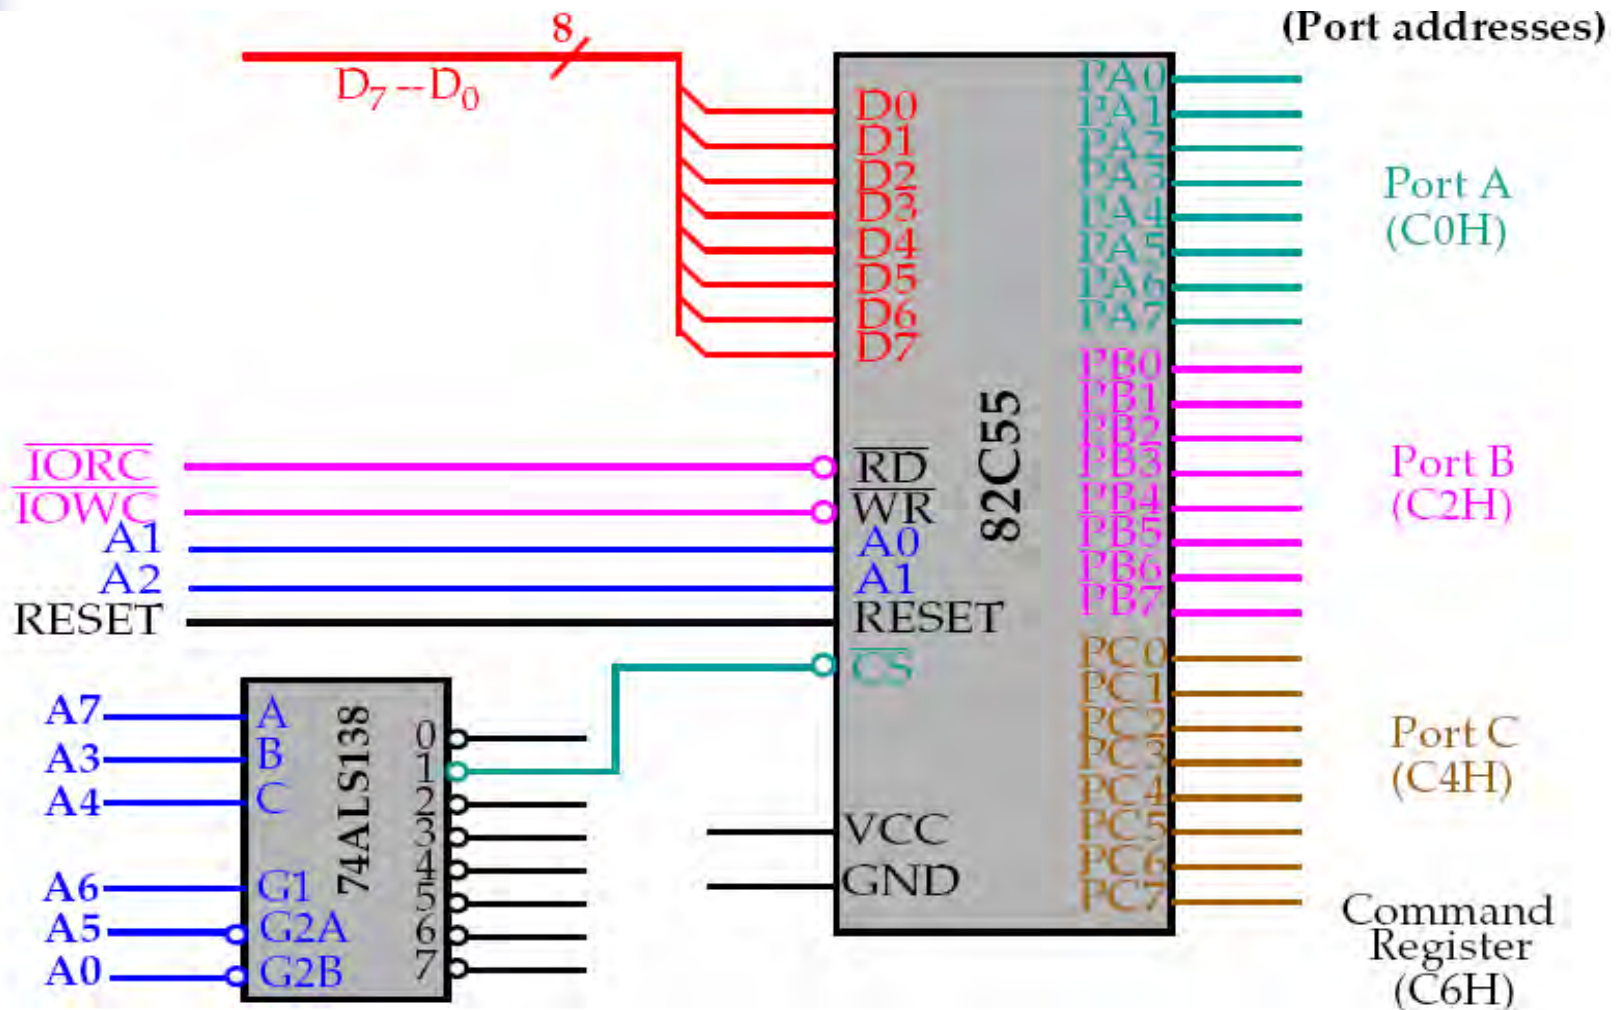 (Port addresses)
8
D7--D0
D0
D1
D2
D3
D4
D5
D6
D7
IORC
IOWC
A1
A2
RESET
RD
WR
A0
A1
RESET
CS
VCC
GND
82C55
PA0
PA1
PA2
PA3
PA4
PA5
PA6
PA7
PB0
PB1
PB2
PB3
PB4
PB5
PB6
PB7
PC0
PC1
PC2
PC3
PC4
PC5
PC6
PC7
Port A
(C0H)
Port B
(C2H)
Port C
(C4H)
Command
Register
(C6H)
A7
A3
A4
A6
A5
A0
A
B
C
G1
G2A
G2B
74ALS138
0
1
2
3
4
5
6
7